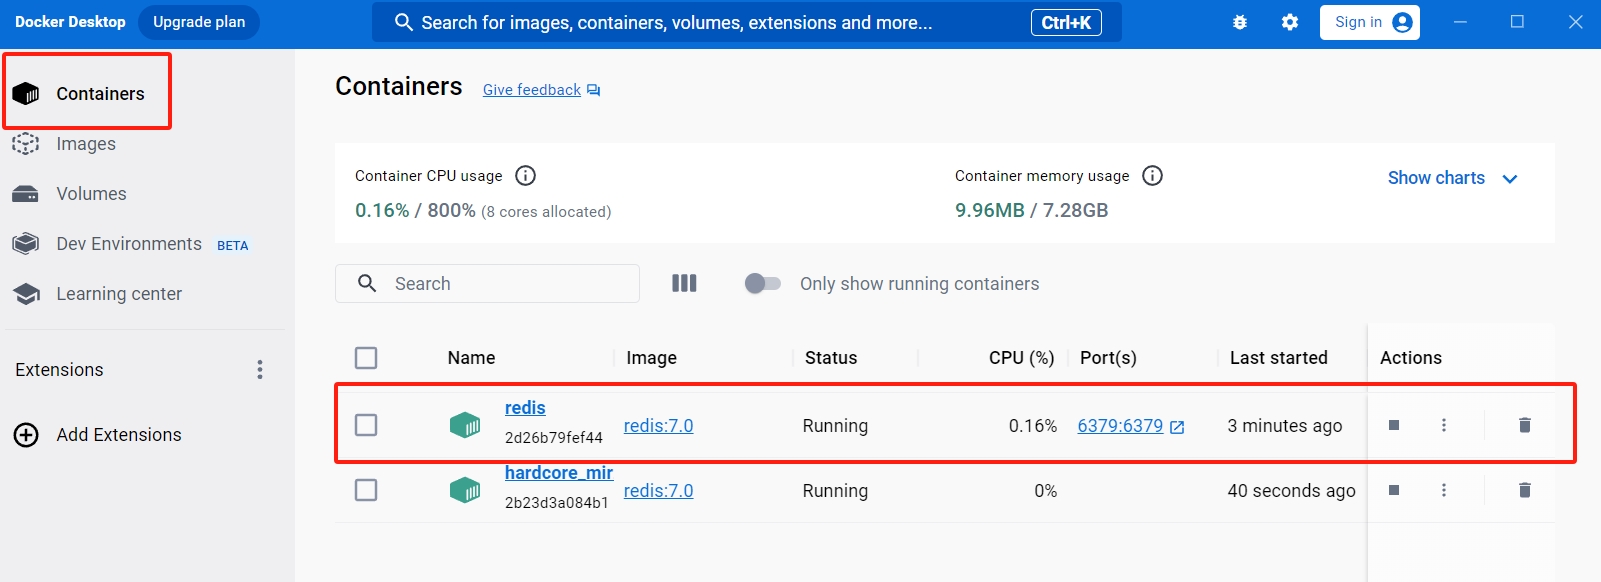 Docker Desktop Upgrade plan Search for images, containers, volumes, extensions and more... Ctrl+K Sign in
Containers
Images
Volumes
Dev Environments BETA
Learning center
Extensions
Add Extensions
Containers Give feedback
Container CPU usage
0.16% / 800% (8 cores allocated)
Container memory usage
9.96MB / 7.28GB
Show charts
Search
Only show running containers
Name Image Status CPU (%) Port(s) Last started Actions
redis
2d26b79fef44
redis:7.0 Running 0.16% 6379:6379 3 minutes ago
hardcore_mir
2b23d3a084b1
redis:7.0 Running 0% 40 seconds ago